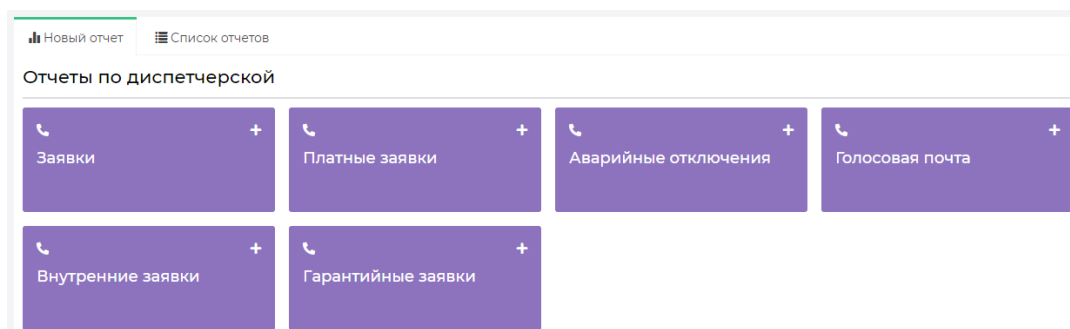 Новый отчет Список отчетов
Отчеты по диспетчерской
Заявки Платные заявки Аварийные отключения Голосовая почта
Внутренние заявки Гарантийные заявки